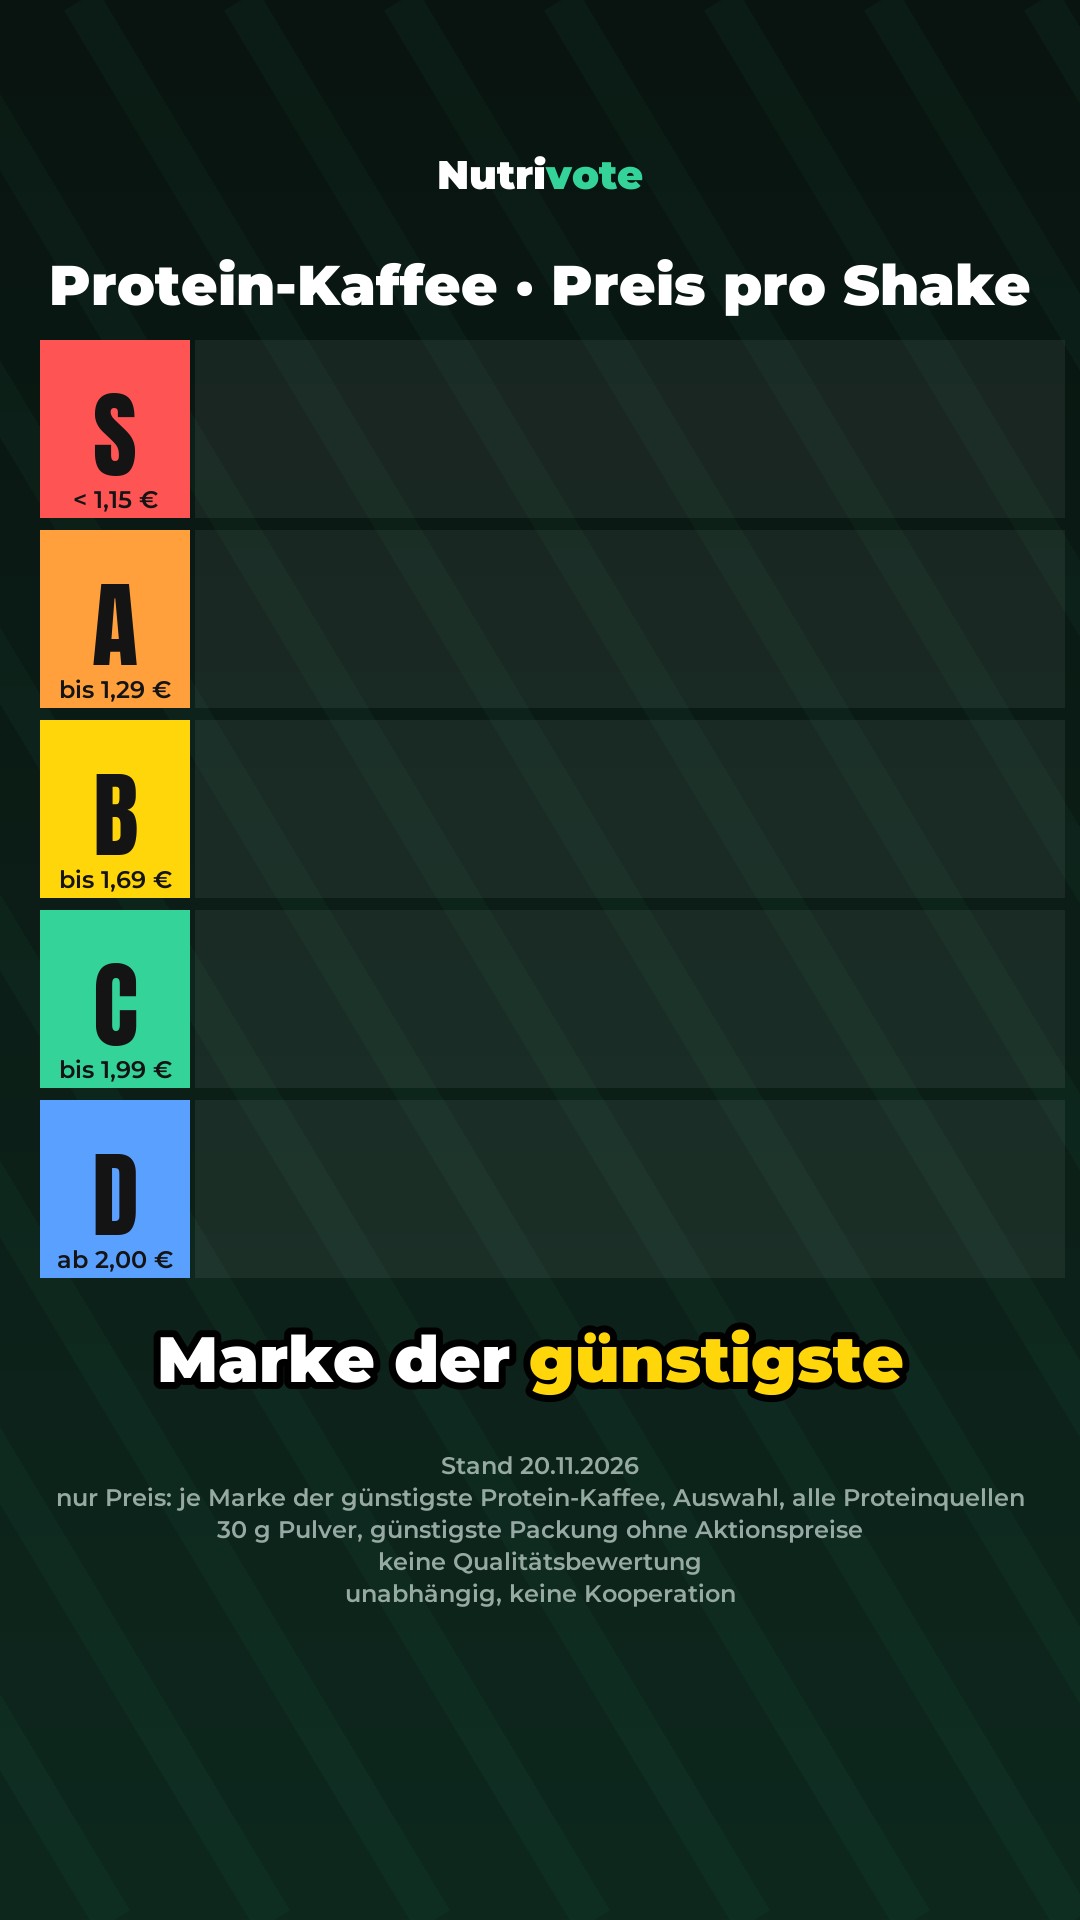 Nutrivote
Protein-Kaffee • Preis pro Shake
S
< 1,15 €
A
bis 1,29 €
B
bis 1,69 €
C
bis 1,99 €
D
ab 2,00 €
Marke der günstigste
Stand 20.11.2026
nur Preis: je Marke der günstigste Protein-Kaffee, Auswahl, alle Proteinquellen
30 g Pulver, günstigste Packung ohne Aktionspreise
keine Qualitätsbewertung
unabhängig, keine Kooperation